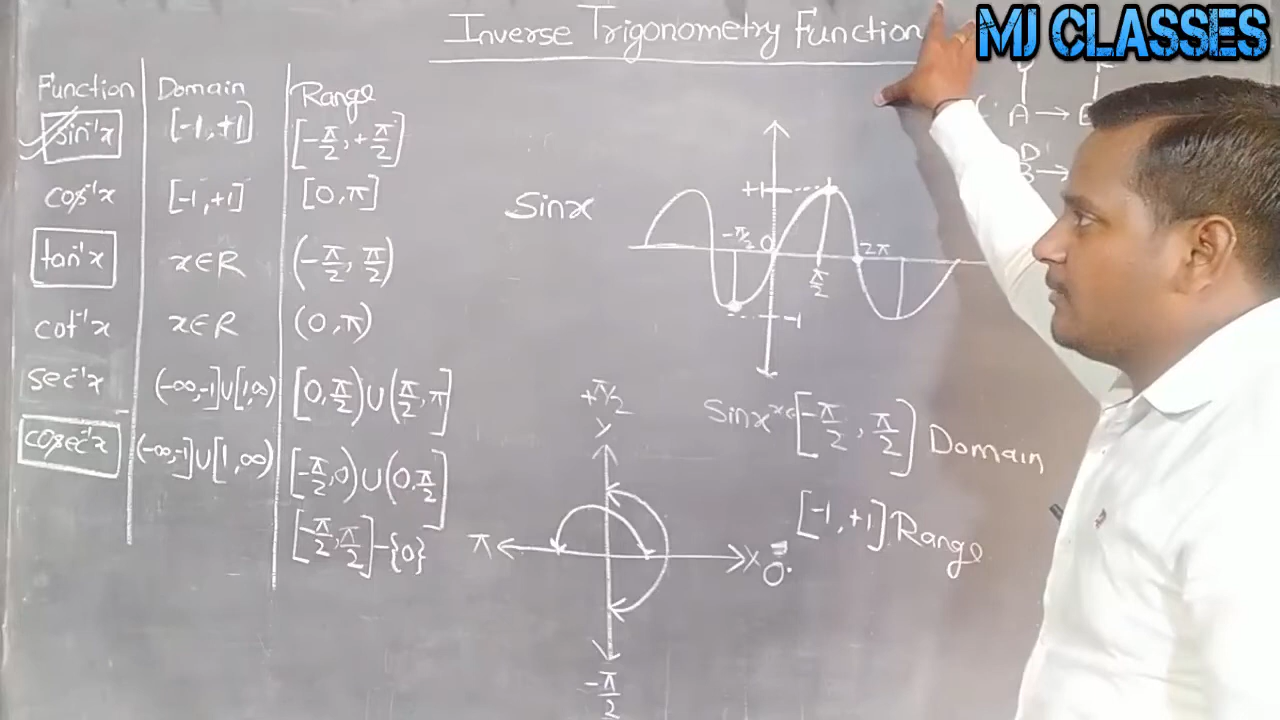 Inverse Trigonometry Function
MJ CLASSES
Function Domain Range
sin⁻¹x [-1, +1] [-π/2, +π/2]
cos⁻¹x [-1, +1] [0, π]
tan⁻¹x x∈R (-π/2, π/2)
cot⁻¹x x∈R (0, π)
sec⁻¹x (-∞,-1]∪[1,∞) [0, π/2)∪(π/2, π]
cosec⁻¹x (-∞,-1]∪[1,∞) [-π/2, 0)∪(0, π/2]
[-π/2, π/2]-{0}
A →
B →
Sinx
+1
-π/2 0 π/2 2π
-1
Sinx [-π/2, π/2] Domain
[-1, +1] Range
+π/2
Y
π X 0
-π/2